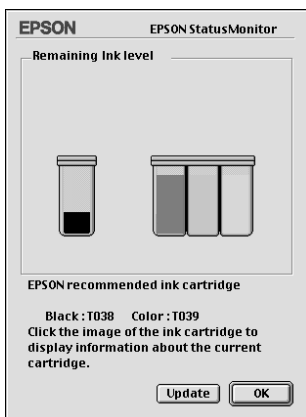 EPSON EPSON StatusMonitor
Remaining Ink level
EPSON recommended ink cartridge
Black : T038 Color : T039
Click the image of the ink cartridge to
display information about the current
cartridge.
Update OK